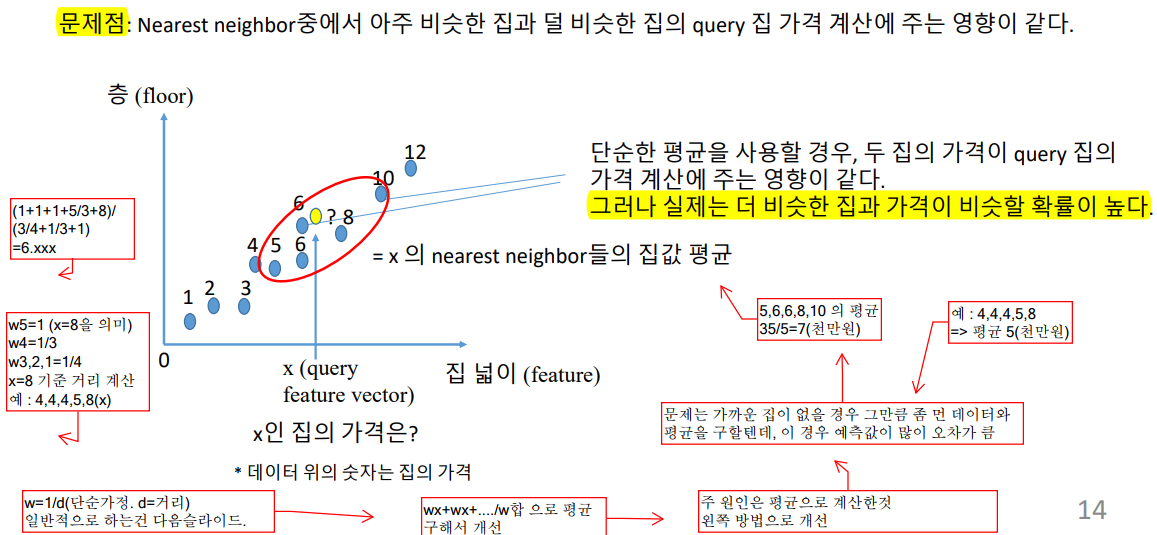 문제점: Nearest neighbor중에서 아주 비슷한 집과 덜 비슷한 집의 query 집 가격 계산에 주는 영향이 같다.
층 (floor)
12
10
6
?
8
4
5
6
1
2
3
0
단순한 평균을 사용할 경우, 두 집의 가격이 query 집의
가격 계산에 주는 영향이 같다.
그러나 실제는 더 비슷한 집과 가격이 비슷할 확률이 높다.
= x 의 nearest neighbor들의 집값 평균
(1+1+1+5/3+8)/
(3/4+1/3+1)
=6.xxx
w5=1 (x=8을 의미)
w4=1/3
w3,2,1=1/4
x=8 기준 거리 계산
예 : 4,4,4,5,8(x)
x (query
feature vector)
집 넓이 (feature)
x인 집의 가격은?
* 데이터 위의 숫자는 집의 가격
5,6,6,8,10 의 평균
35/5=7(천만원)
예 : 4,4,4,5,8
=> 평균 5(천만원)
문제는 가까운 집이 없을 경우 그만큼 좀 먼 데이터와
평균을 구할텐데, 이 경우 예측값이 많이 오차가 큼
w=1/d(단순가정. d=거리)
일반적으로 하는건 다음슬라이드.
wx+wx+..../w합 으로 평균
구해서 개선
주 원인은 평균으로 계산한것
왼쪽 방법으로 개선
14